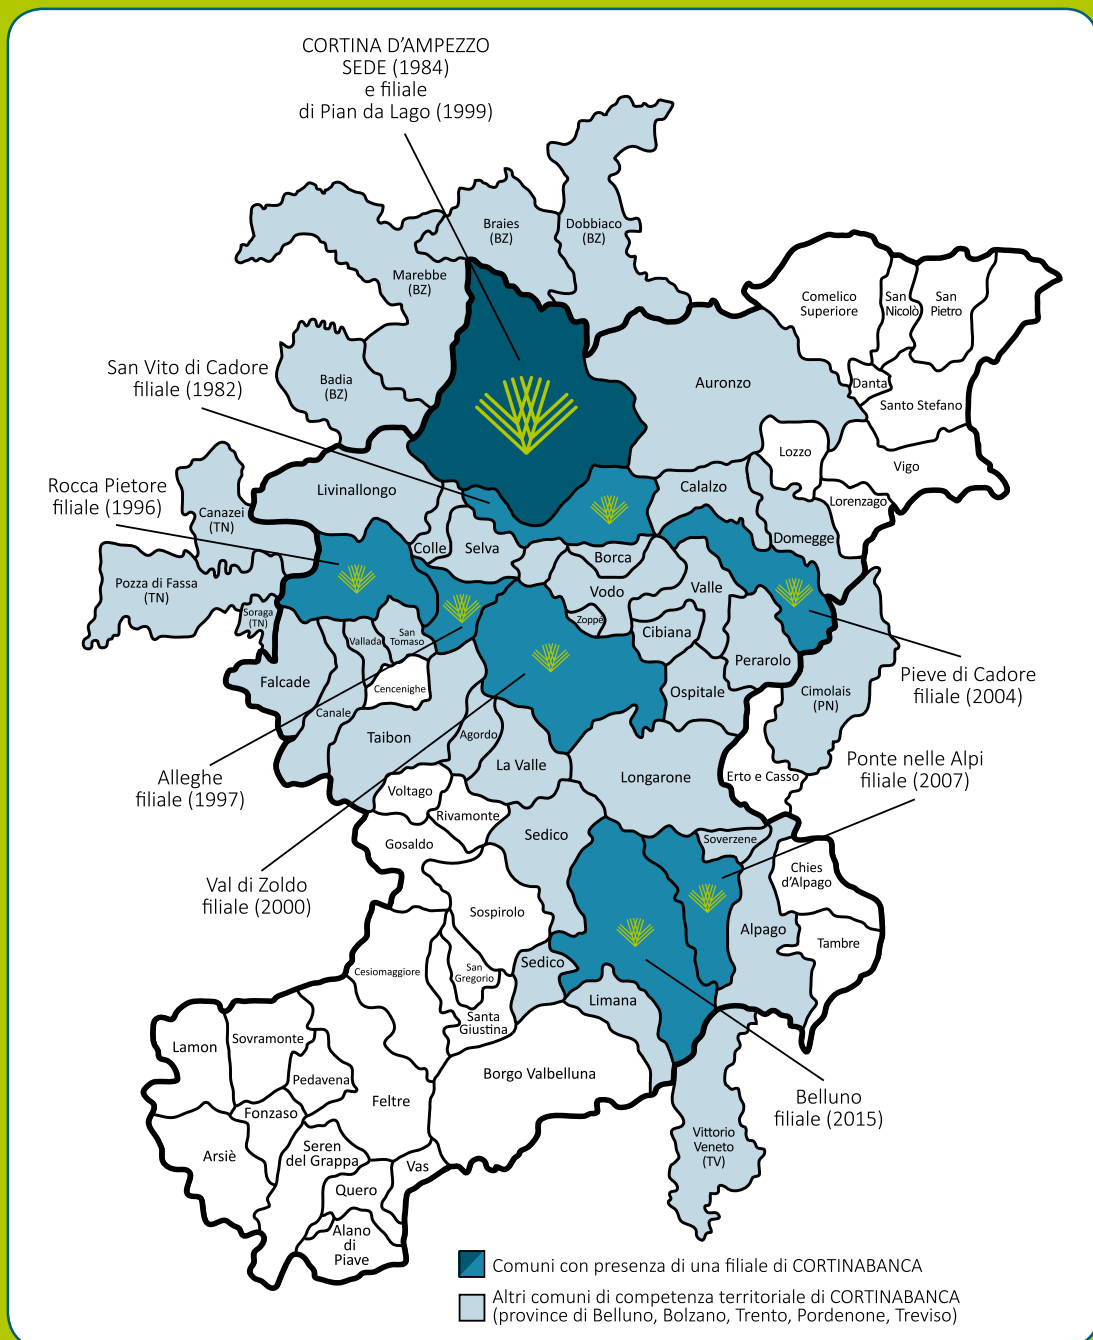 CORTINA D'AMPEZZO
SEDE (1984)
e filiale
di Pian da Lago (1999)
Braies
(BZ)
Dobbiaco
(BZ)
Marebbe
(BZ)
Comelico
Superiore
San
Nicolò
San
Pietro
San Vito di Cadore
filiale (1982)
Badia
(BZ)
Auronzo
Danta
Santo Stefano
Lozzo
Vigo
Rocca Pietore
filiale (1996)
Livinallongo
Calalzo
Lorenzago
Canazei
(TN)
Colle
Selva
Borca
Domegge
Pozza di Fassa
(TN)
Soraga
(TN)
Vodo
Valle
Zoppè
Cibiana
Vallada
San
Tomaso
Perarolo
Falcade
Cencenighe
Ospitale
Cimolais
(PN)
Pieve di Cadore
filiale (2004)
Canale
Taibon
Agordo
La Valle
Longarone
Erto e Casso
Ponte nelle Alpi
filiale (2007)
Alleghe
filiale (1997)
Voltago
Rivamonte
Gosaldo
Sedico
Soverzene
Chies
d'Alpago
Val di Zoldo
filiale (2000)
Sospirolo
Alpago
Tambre
Cesiomaggiore
San
Gregorio
Sedico
Limana
Santa
Giustina
Lamon
Sovramonte
Pedavena
Borgo Valbelluna
Feltre
Fonzaso
Belluno
filiale (2015)
Arsiè
Seren
del Grappa
Vas
Vittorio
Veneto
(TV)
Quero
Alano
di
Piave
Comuni con presenza di una filiale di CORTINABANCA
Altri comuni di competenza territoriale di CORTINABANCA
(province di Belluno, Bolzano, Trento, Pordenone, Treviso)